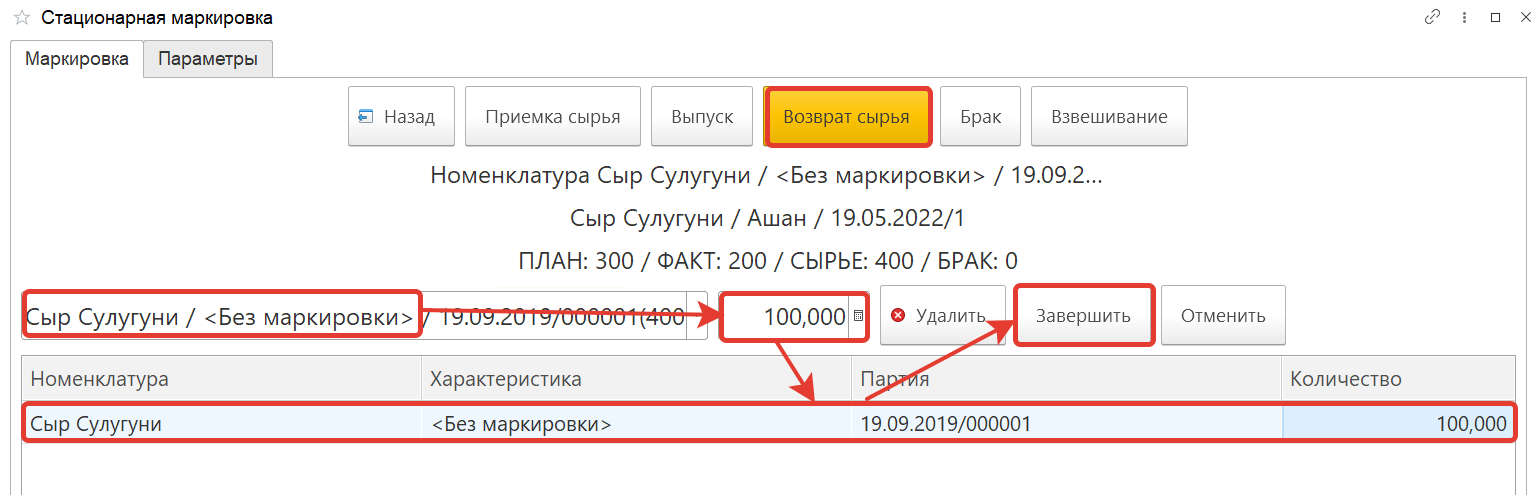 Стационарная маркировка
Маркировка Параметры
Назад Приемка сырья Выпуск Возврат сырья Брак Взвешивание
Номенклатура Сыр Сулугуни / <Без маркировки> / 19.09.2...
Сыр Сулугуни / Ашан / 19.05.2022/1
ПЛАН: 300 / ФАКТ: 200 / СЫРЬЕ: 400 / БРАК: 0
Сыр Сулугуни / <Без маркировки> / 19.09.2019/000001(400 100,000 Удалить Завершить Отменить
Номенклатура Характеристика Партия Количество
Сыр Сулугуни <Без маркировки> 19.09.2019/000001 100,000